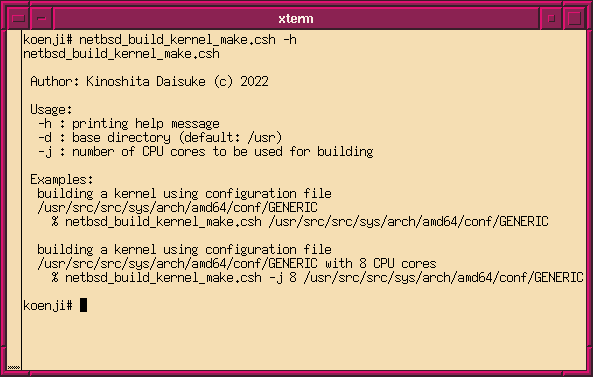 xterm
koenji# netbsd_build_kernel_make.csh -h
netbsd_build_kernel_make.csh
Author: Kinoshita Daisuke (c) 2022
Usage:
-h : printing help message
-d : base directory (default: /usr)
-j : number of CPU cores to be used for building
Examples:
building a kernel using configuration file
/usr/src/src/sys/arch/amd64/conf/GENERIC
% netbsd_build_kernel_make.csh /usr/src/src/sys/arch/amd64/conf/GENERIC
building a kernel using configuration file
/usr/src/src/sys/arch/amd64/conf/GENERIC with 8 CPU cores
% netbsd_build_kernel_make.csh -j 8 /usr/src/src/sys/arch/amd64/conf/GENERIC
koenji#